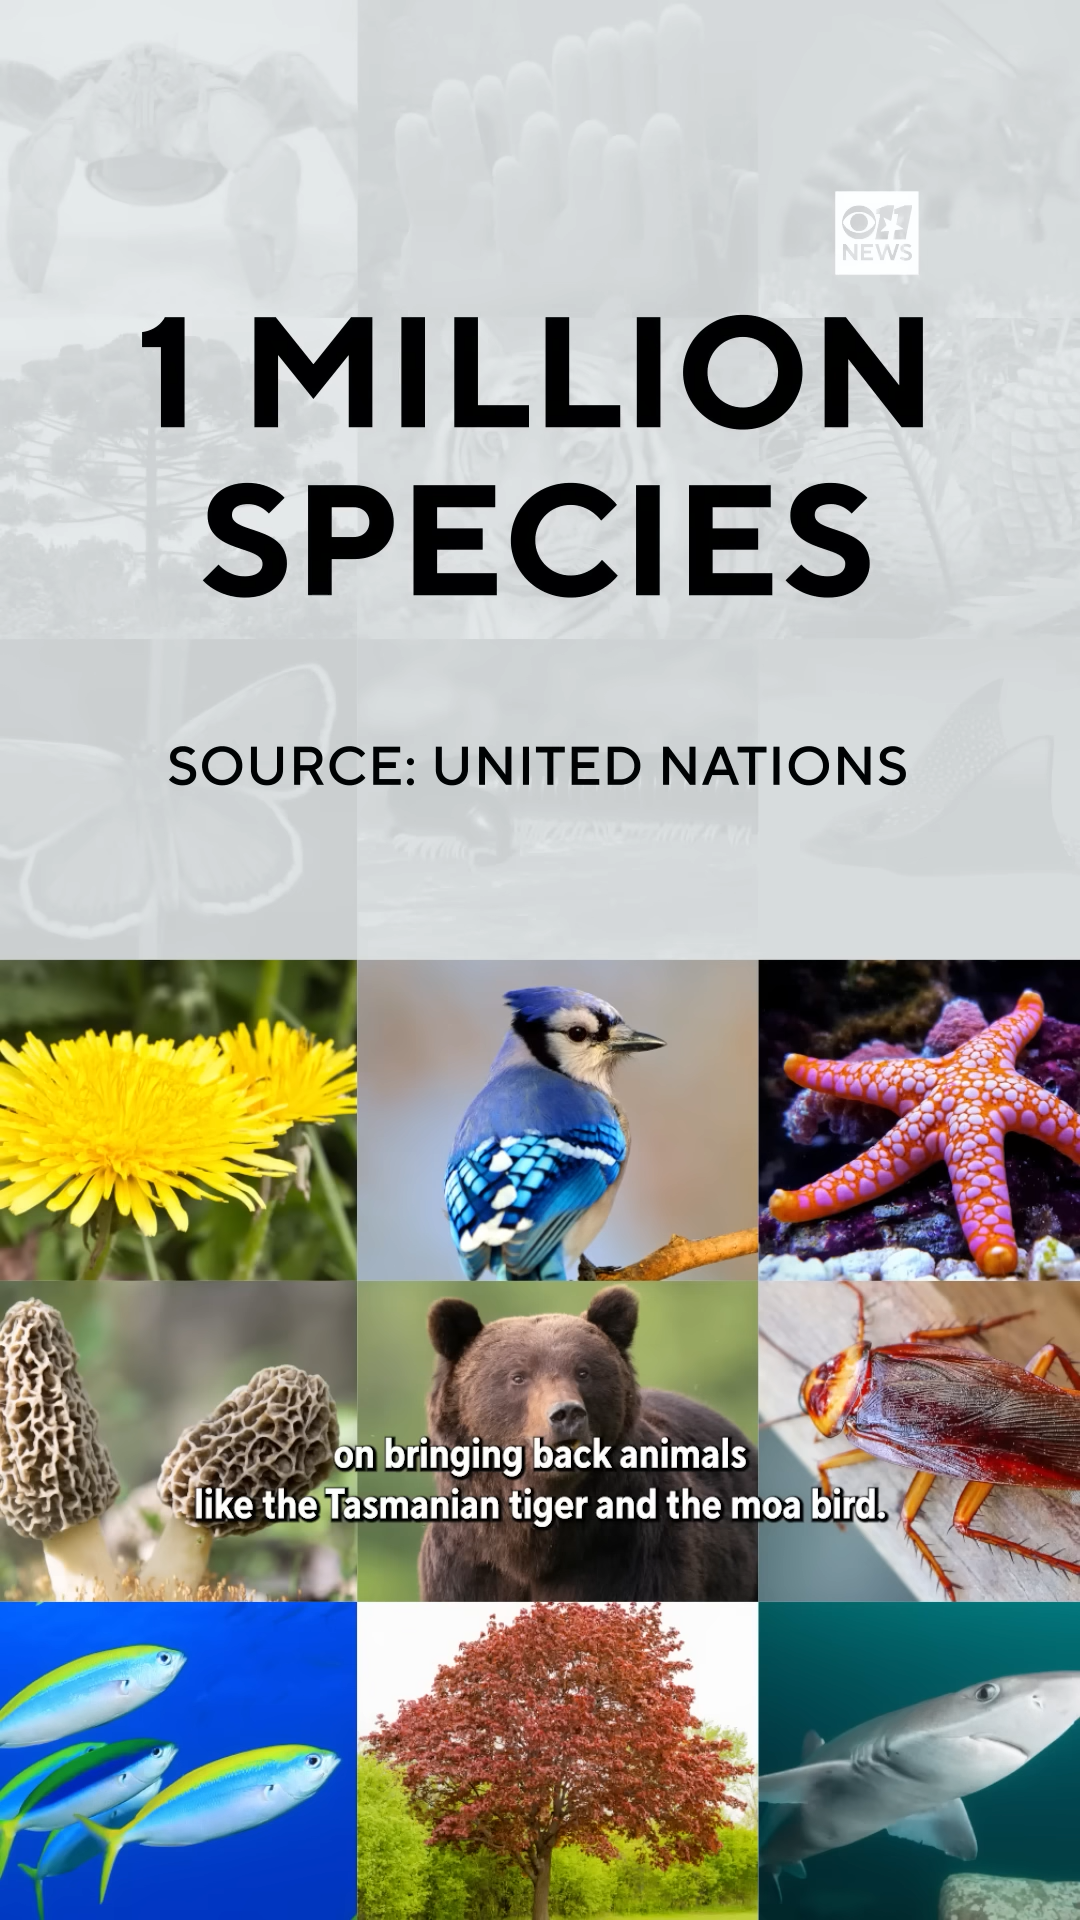 CBS 11
NEWS
1 MILLION
SPECIES
SOURCE: UNITED NATIONS
on bringing back animals
like the Tasmanian tiger and the moa bird.